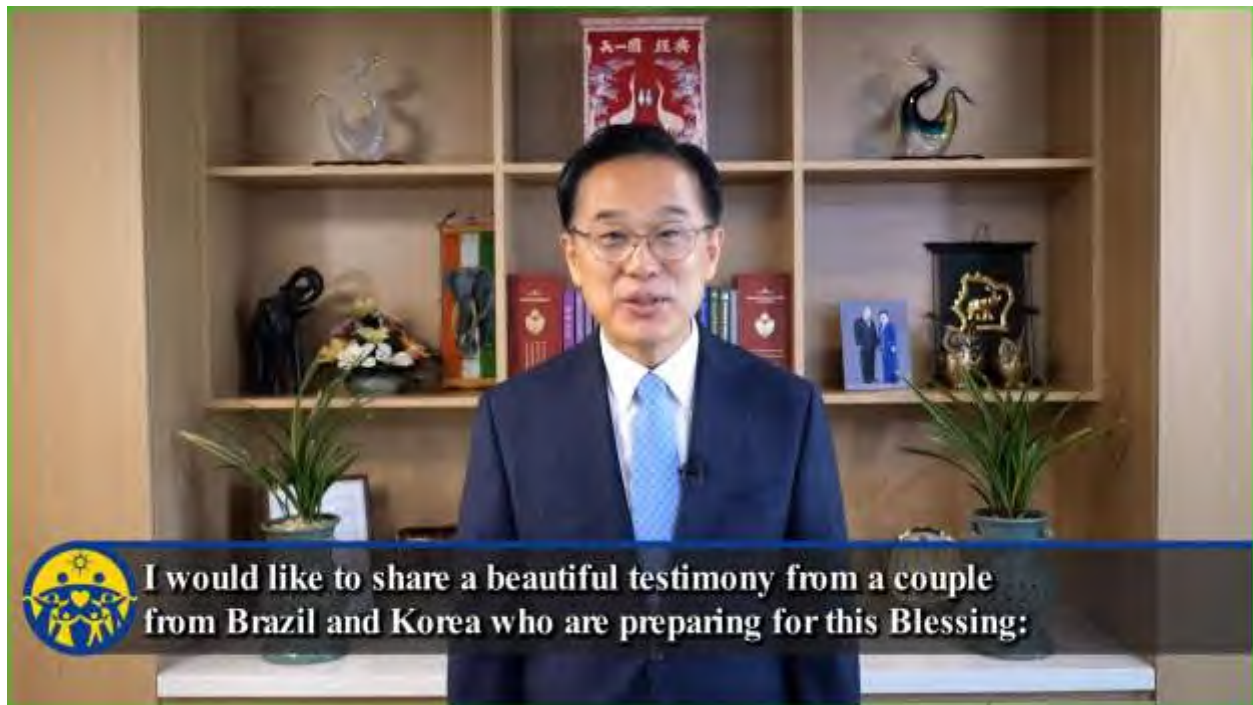 I would like to share a beautiful testimony from a couple
from Brazil and Korea who are preparing for this Blessing: